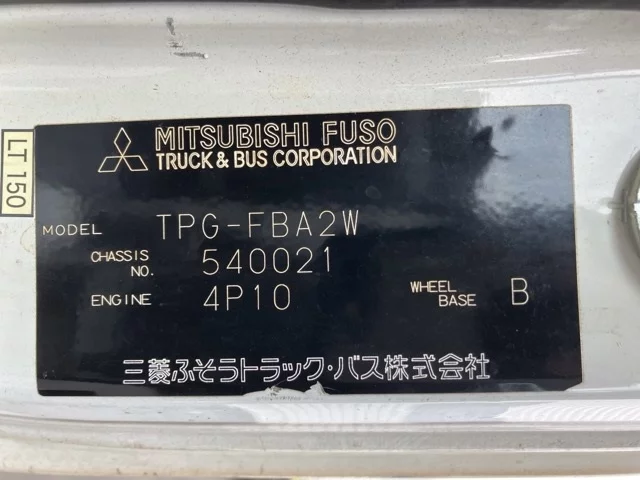 MITSUBISHI FUSO
TRUCK & BUS CORPORATION
LT 150
MODEL TPG-FBA2W
CHASSIS NO. 540021
ENGINE 4P10
WHEEL BASE B
三菱ふそうトラック・バス株式会社